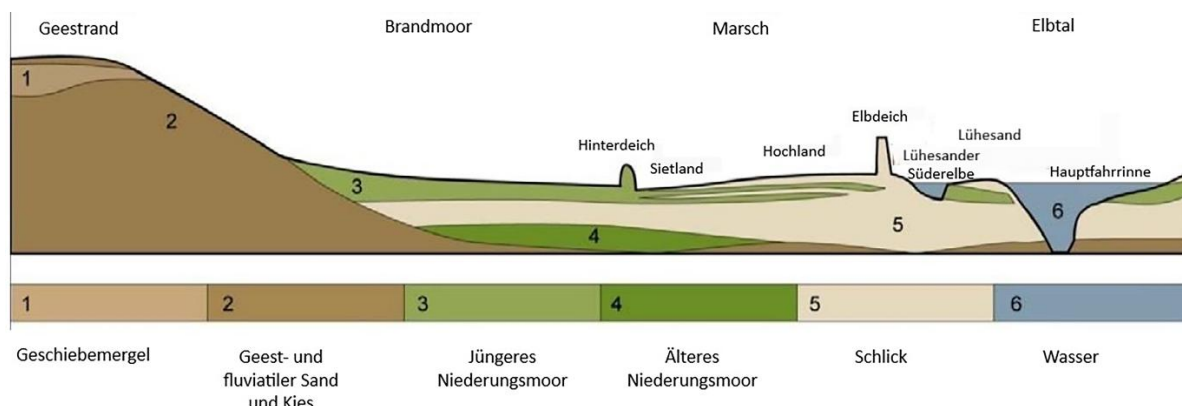 Geestrand Brandmoor Marsch Elbtal
1
2
Elbdeich
Hinterdeich
Sietland
Hochland
Lühesand
Lühesander
Süderelbe
Hauptfahrrinne
3
4
5
6
1 2 3 4 5 6
Geschiebemergel
Geest- und
fluviatiler Sand
und Kies
Jüngeres
Niederungsmoor
Älteres
Niederungsmoor
Schlick
Wasser